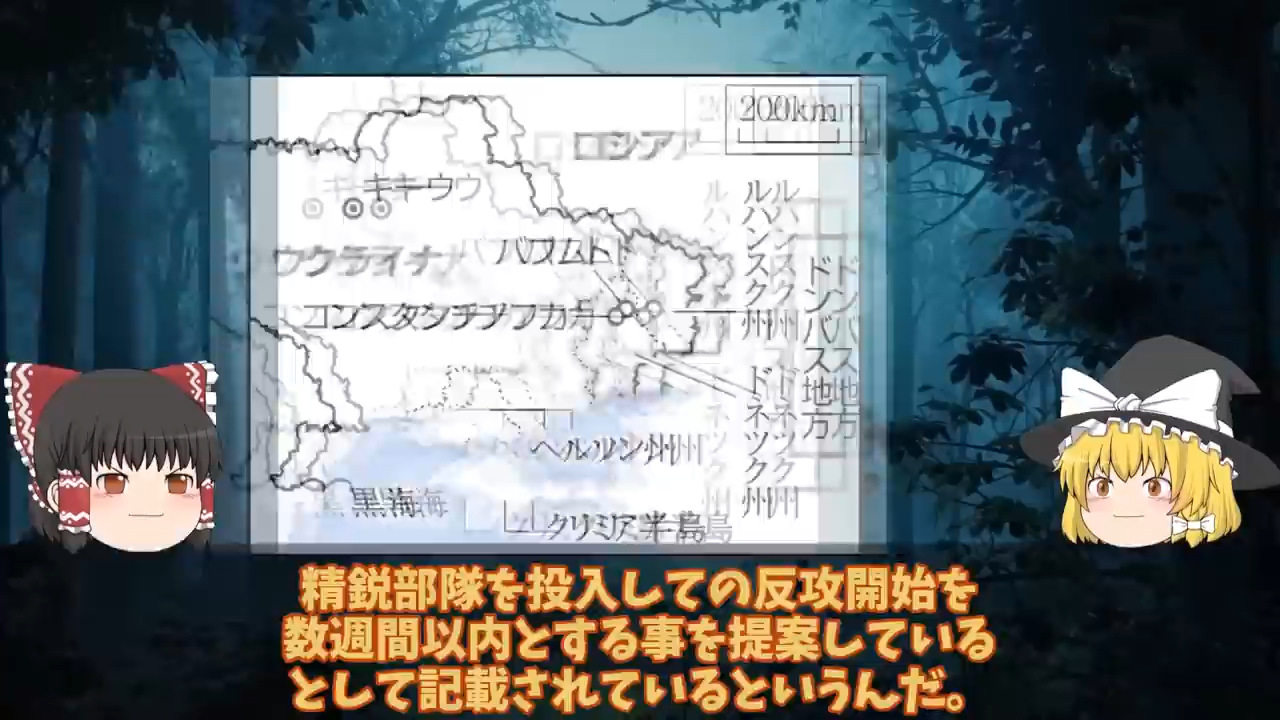 200km
ロシア
キーウ
ルハンスク州
ウクライナ
バフムト
ドンバス地方
コンスタンチノフカ
ドネツク州
ヘルソン州
黒海
クリミア半島
精鋭部隊を投入しての反攻開始を
数週間以内とする事を提案している
として記載されているというんだ。